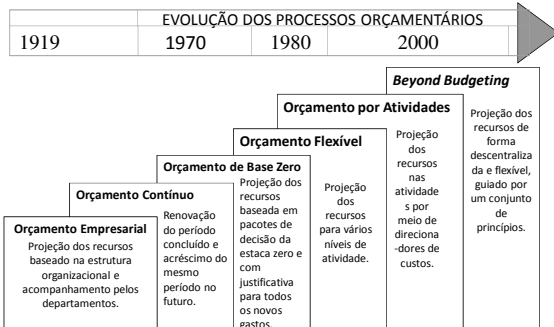 EVOLUÇÃO DOS PROCESSOS ORÇAMENTÁRIOS
1919 1970 1980 2000
Beyond Budgeting
Projeção dos
recursos de
forma
descentraliza
da e flexível,
guiado por
um conjunto
de
princípios.
Orçamento por Atividades
Projeção
dos
recursos
nas
atividade
s por
meio de
direciona
-dores de
custos.
Orçamento Flexível
Projeção
dos
recursos
para vários
níveis de
atividade.
Orçamento de Base Zero
Projeção dos
recursos
baseada em
pacotes de
decisão da
estaca zero e
com
justificativa
para todos
os novos
gastos.
Orçamento Contínuo
Renovação
do período
concluído e
acréscimo do
mesmo
período no
futuro.
Orçamento Empresarial
Projeção dos recursos
baseado na estrutura
organizacional e
acompanhamento pelos
departamentos.